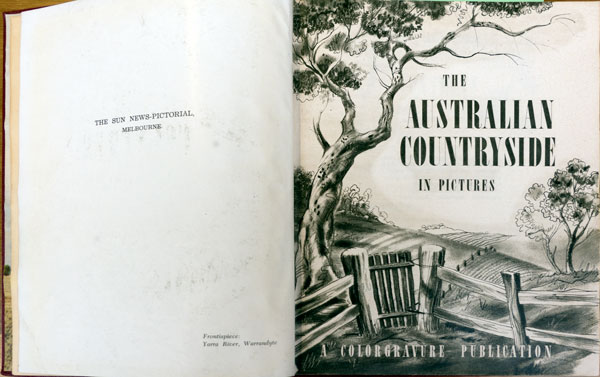 THE SUN NEWS-PICTORIAL,
MELBOURNE.
Frontispiece:
Yarra River, Warrandyte
THE
AUSTRALIAN
COUNTRYSIDE
IN PICTURES
A COLORGRAVURE PUBLICATION